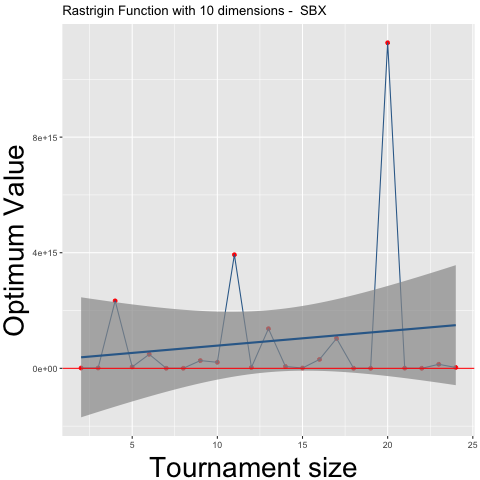 Rastrigin Function with 10 dimensions -  SBX
Optimum Value
8e+15
4e+15
0e+00
5
10
15
20
25
Tournament size